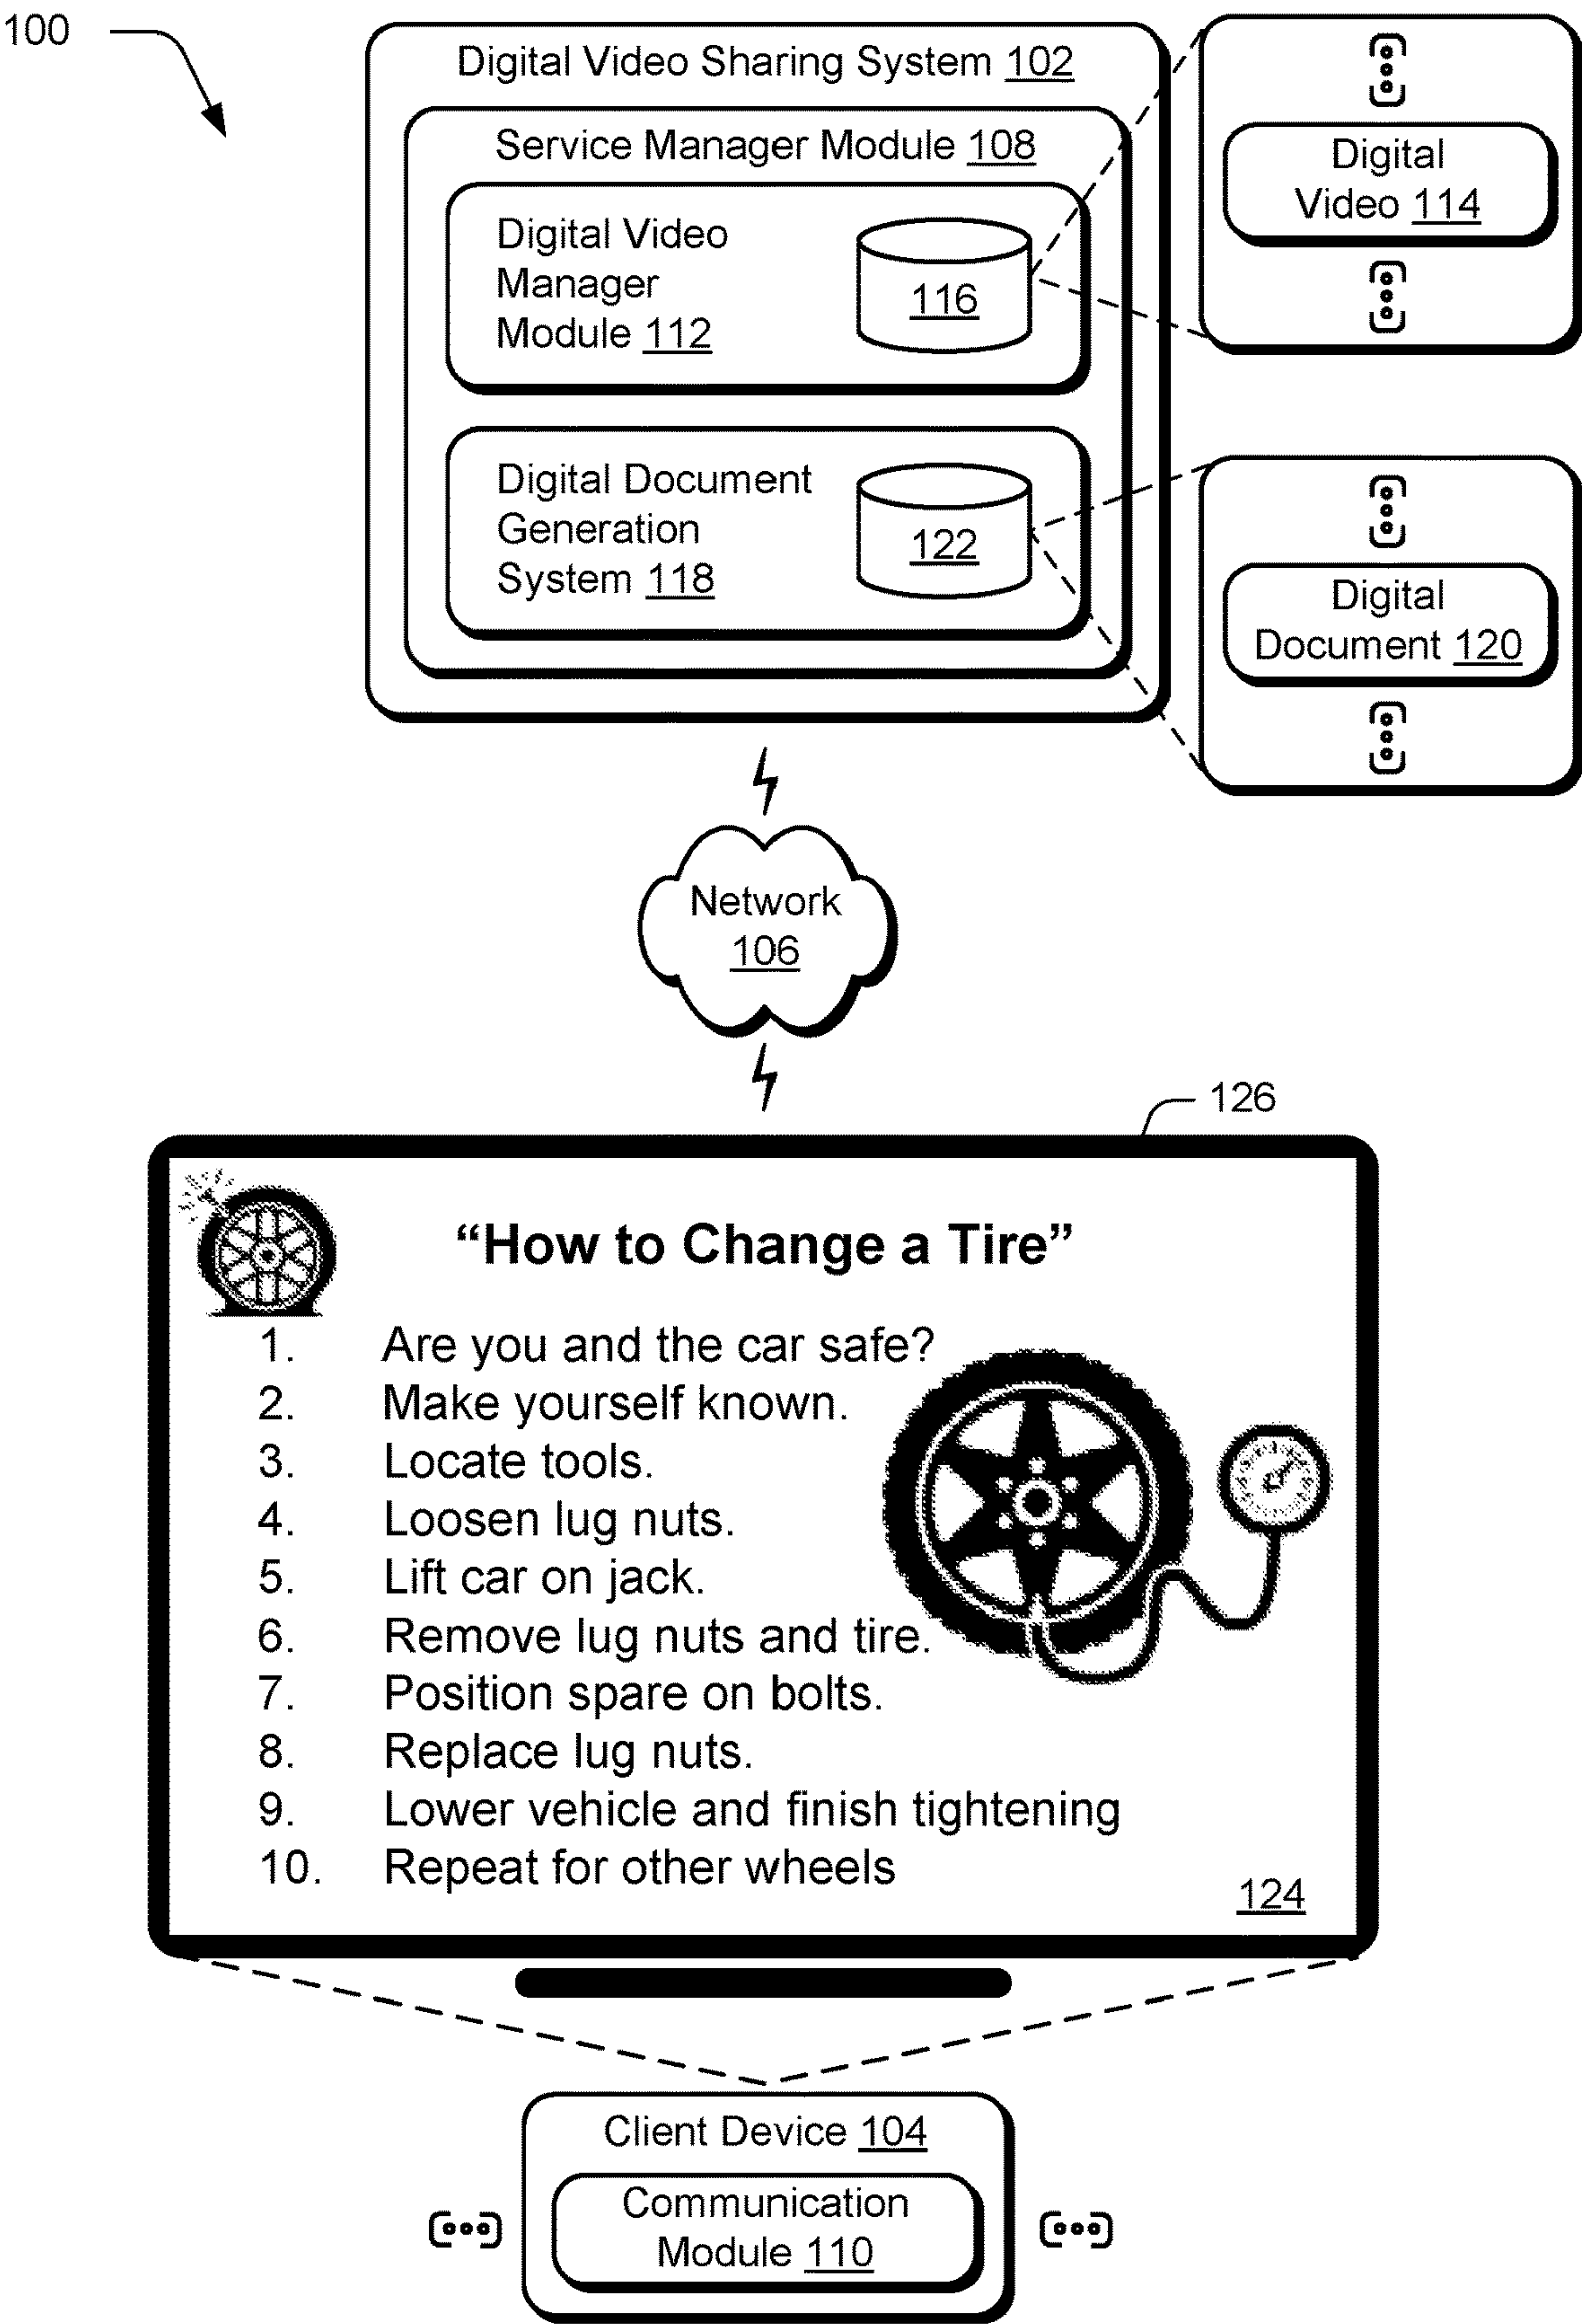 100
Digital Video Sharing System 102
Service Manager Module 108
Digital Video
Manager
Module 112
116
Digital
Video 114
Digital Document
Generation
System 118
122
Digital
Document 120
Network
106
126
“How to Change a Tire”
1. Are you and the car safe?
2. Make yourself known.
3. Locate tools.
4. Loosen lug nuts.
5. Lift car on jack.
6. Remove lug nuts and tire.
7. Position spare on bolts.
8. Replace lug nuts.
9. Lower vehicle and finish tightening
10. Repeat for other wheels
124
Client Device 104
Communication
Module 110